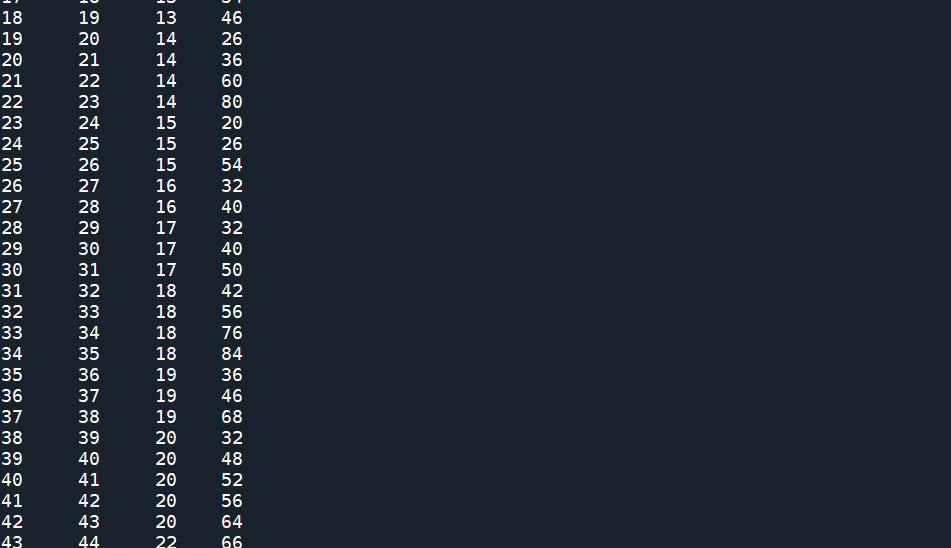 18 19 13 46
19 20 14 26
20 21 14 36
21 22 14 60
22 23 14 80
23 24 15 20
24 25 15 26
25 26 15 54
26 27 16 32
27 28 16 40
28 29 17 32
29 30 17 40
30 31 17 50
31 32 18 42
32 33 18 56
33 34 18 76
34 35 18 84
35 36 19 36
36 37 19 46
37 38 19 68
38 39 20 32
39 40 20 48
40 41 20 52
41 42 20 56
42 43 20 64
43 44 22 66